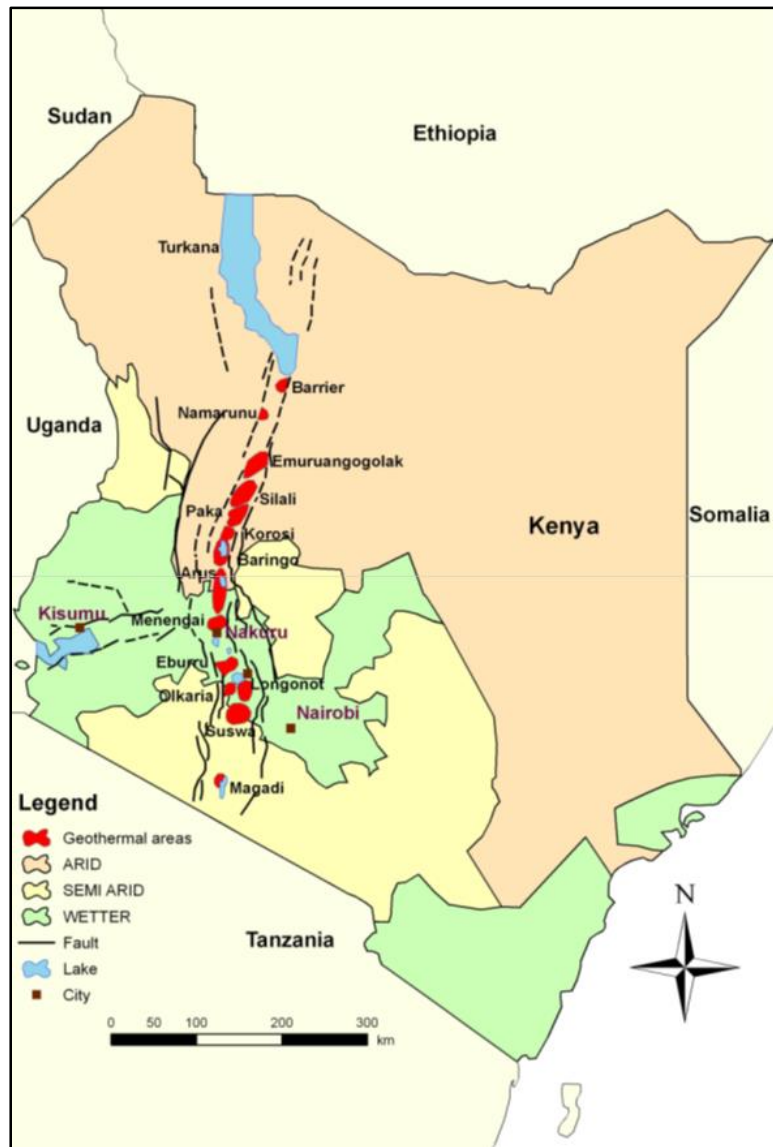 Sudan
Ethiopia
Turkana
Barrier
Namarunu
Uganda
Emuruangogolak
Silali
Paka
Kenya
Somalia
Korosi
Baringo
Arus
Kisumu
Menendai
Nakuru
Eburru
Longonot
Olkaria
Nairobi
Suswa
Magadi
Legend
Geothermal areas
ARID
SEMI ARID
WETTER
Fault
Lake
City
Tanzania
N
0 50 100 200 300
km